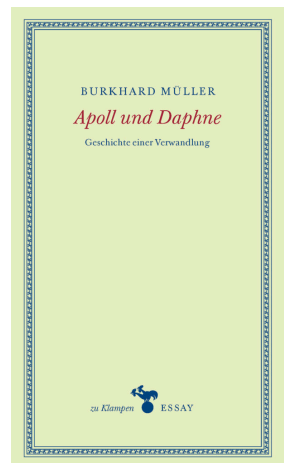 BURKHARD MÜLLER
Apoll und Daphne
Geschichte einer Verwandlung
zu Klampen ESSAY